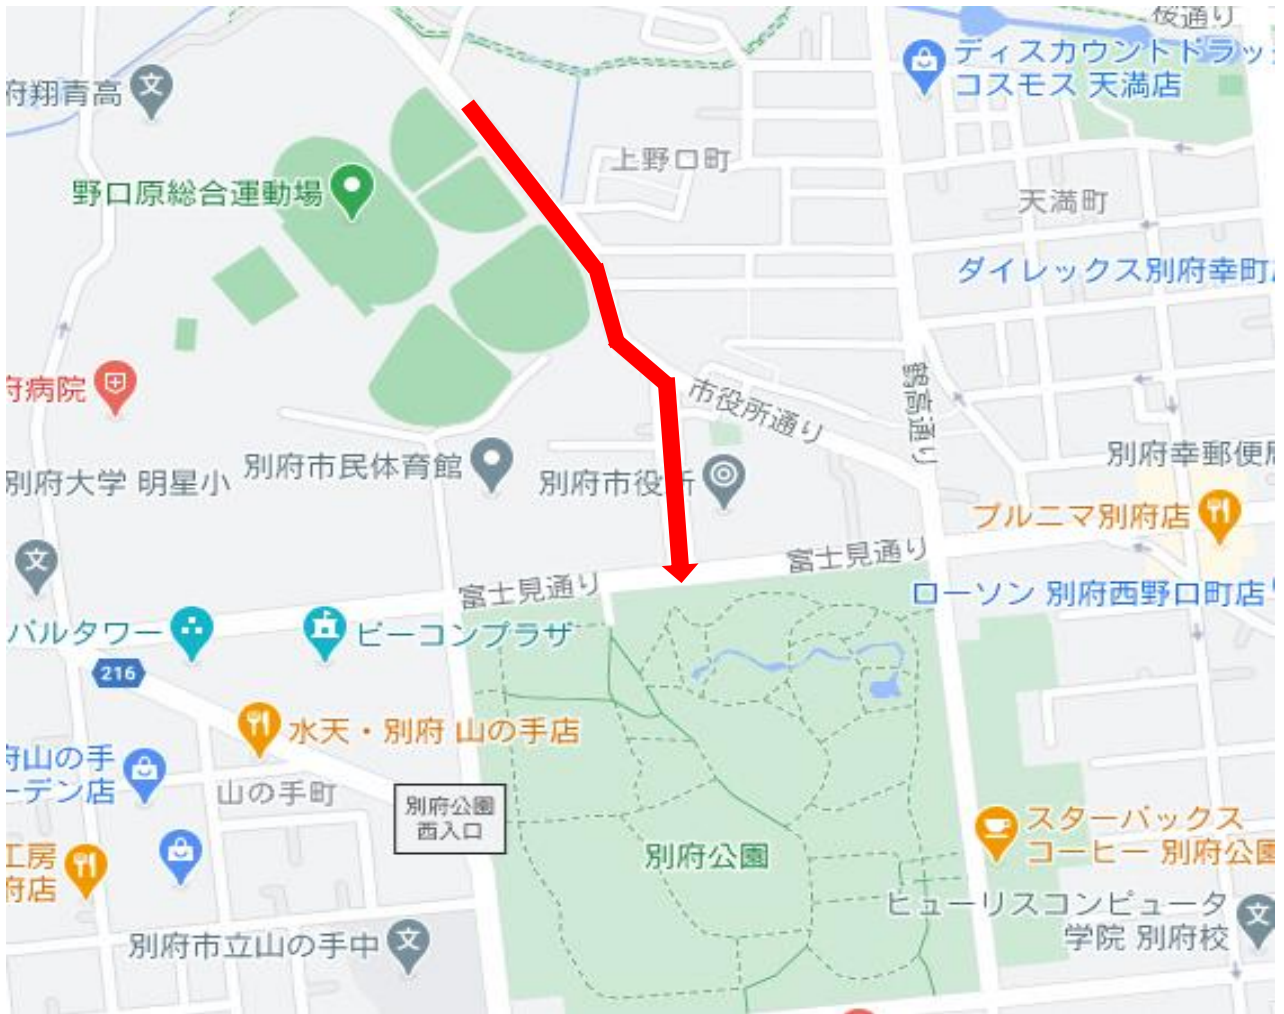 桜通り
ディスカウントドラッ
コスモス 天満店
府翔青高
上野口町
野口原総合運動場
天満町
ダイレックス別府幸町
府病院
市役所通り
鶴高通り
別府市民体育館
別府大学 明星小
別府市役所
別府幸郵便局
プルニマ別府店
富士見通り
富士見通り
ローソン 別府西野口町店
バルタワー
ビーコンプラザ
216
水天・別府 山の手店
府山の手
ーデン店
山の手町
別府公園
西入口
スターバックス
コーヒー 別府公園
工房
府店
別府公園
ヒューリスコンピュータ
学院 別府校
別府市立山の手中